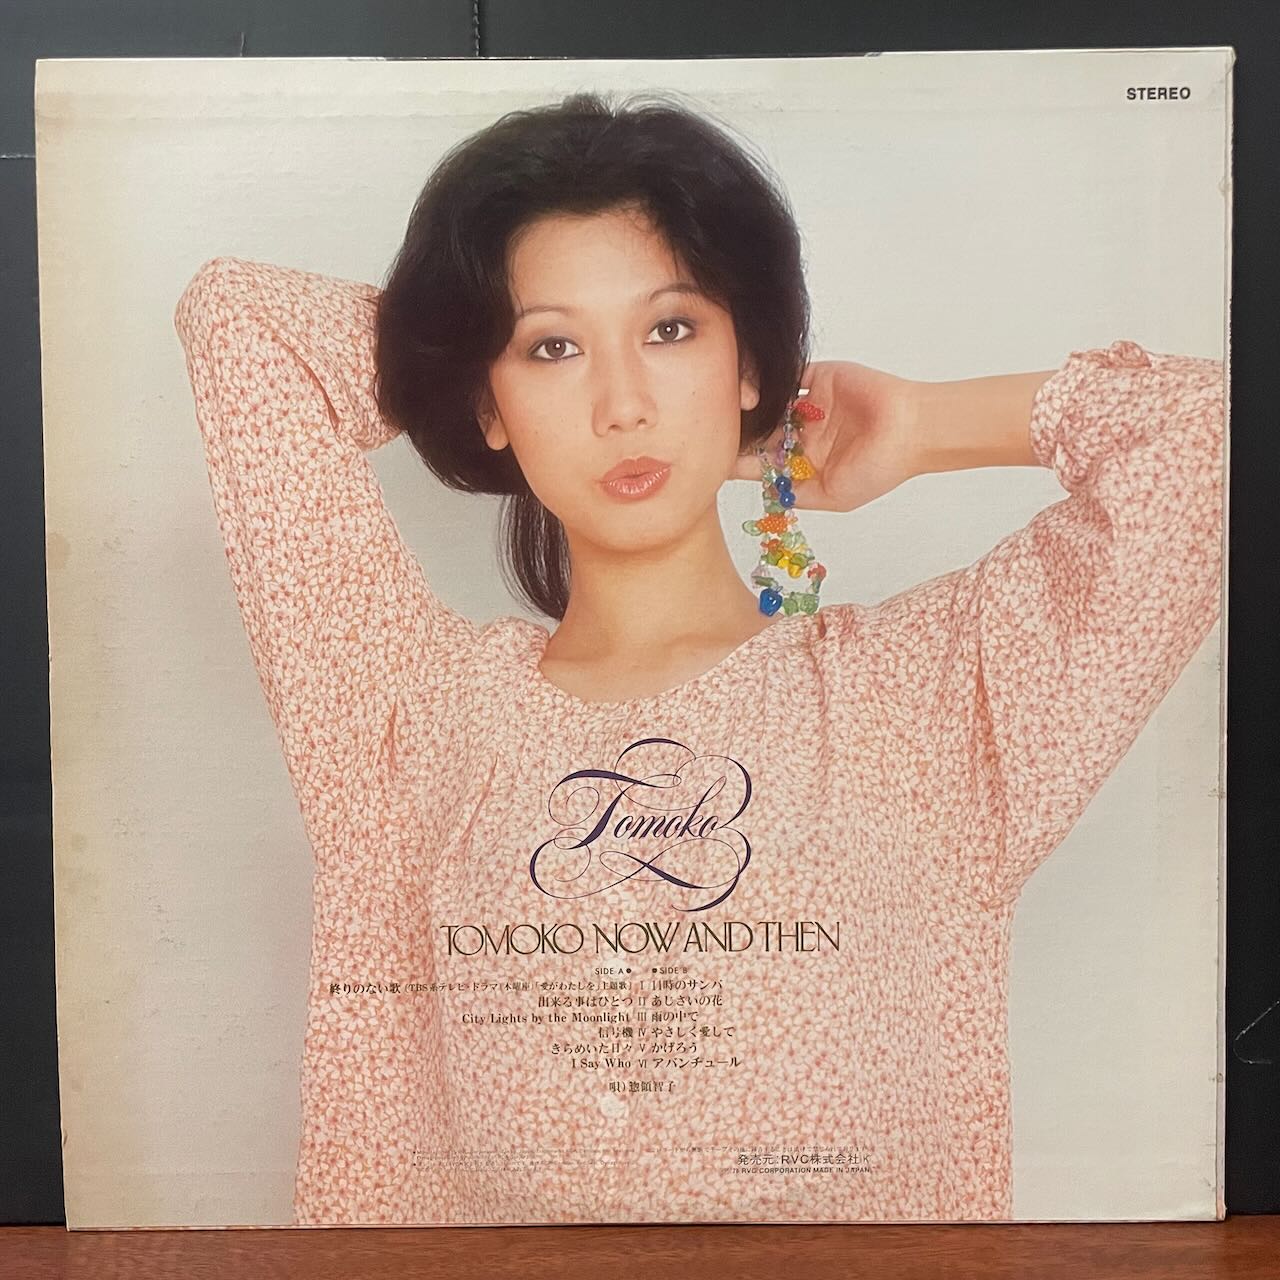 STEREO
Tomoko
TOMOKO NOW AND THEN
SIDE A● ●SIDE B
終りのない歌(TBS系テレビ・ドラマ「木曜座」「愛がわたしを」主題歌) I 11時のサンバ
出来る事はひとつ II あじさいの花
City Lights by the Moonlight III 雨の中で
信号機 IV やさしく愛して
きらめいた日々 V かげろう
I Say Who VI アバンチュール
唄)惣領智子
発売元:RVC株式会社
RVC CORPORATION MADE IN JAPAN